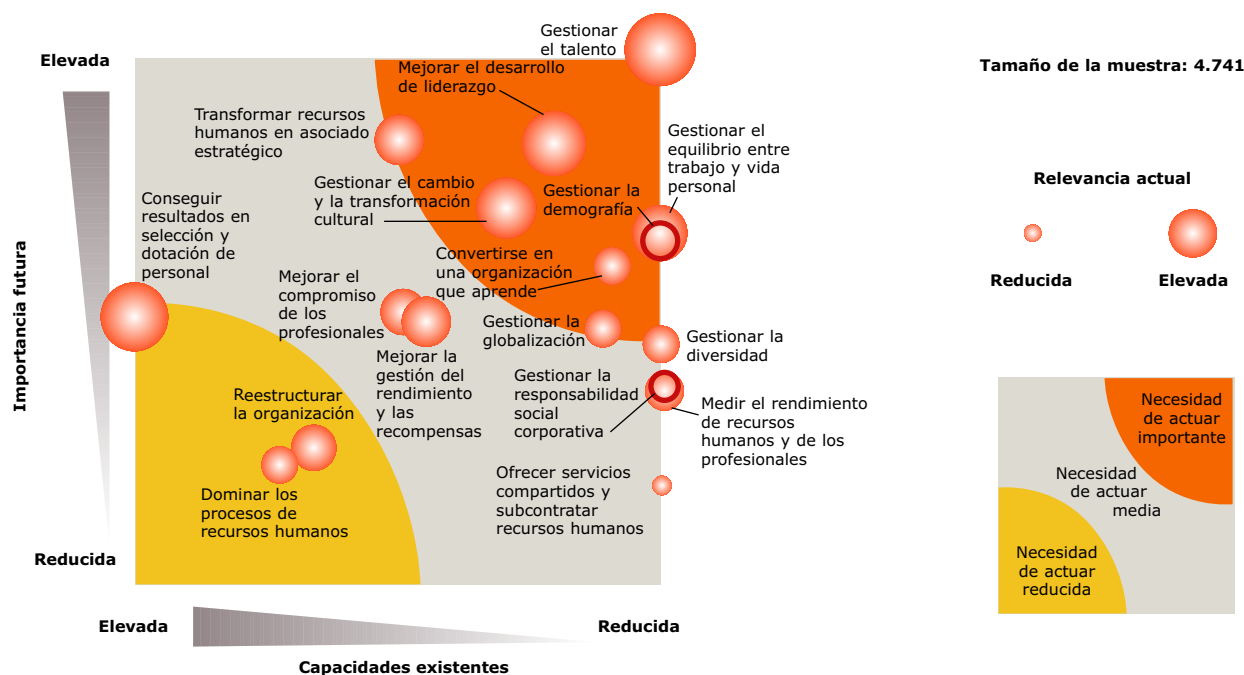 Gestionar
el talento
Elevada
Mejorar el desarrollo
de liderazgo
Tamaño de la muestra: 4.741
Transformar recursos
humanos en asociado
estratégico
Gestionar el
equilibrio entre
trabajo y vida
personal
Gestionar el cambio
y la transformación
cultural
Gestionar la
demografía
Relevancia actual
Conseguir
resultados en
selección y
dotación de
personal
Convertirse en
una organización
que aprende
Reducida
Elevada
Importancia futura
Mejorar el
compromiso
de los
profesionales
Gestionar la
globalización
Gestionar la
diversidad
Mejorar la
gestión del
rendimiento
y las
recompensas
Gestionar la
responsabilidad
social
corporativa
Medir el rendimiento
de recursos
humanos y de los
profesionales
Reestructurar
la organización
Necesidad
de actuar
importante
Necesidad
de actuar
media
Necesidad
de actuar
reducida
Dominar los
procesos de
recursos humanos
Ofrecer servicios
compartidos y
subcontratar
recursos humanos
Reducida
Elevada
Reducida
Capacidades existentes